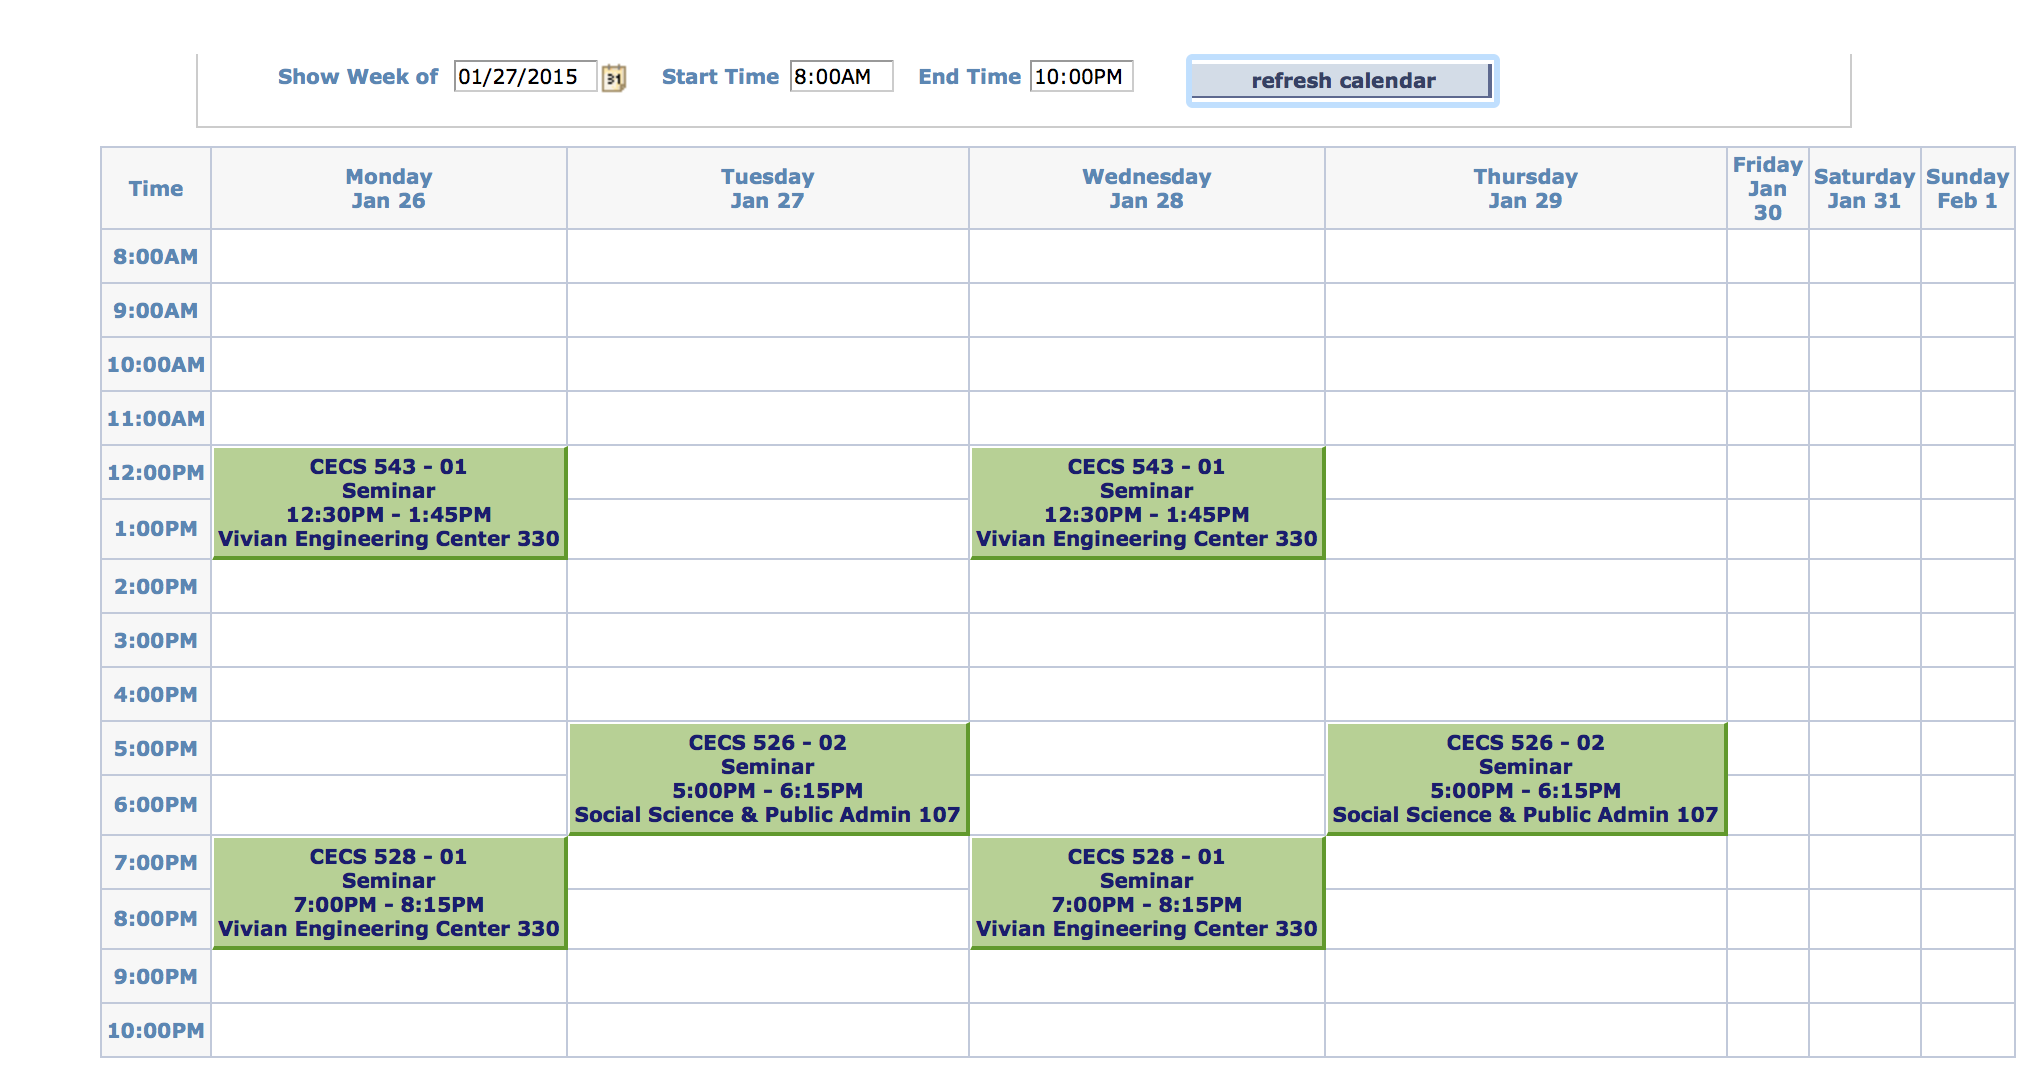 Show Week of 01/27/2015 31 Start Time 8:00AM End Time 10:00PM refresh calendar
Time
Monday
Jan 26
Tuesday
Jan 27
Wednesday
Jan 28
Thursday
Jan 29
Friday
Jan
30
Saturday
Jan 31
Sunday
Feb 1
8:00AM
9:00AM
10:00AM
11:00AM
12:00PM
CECS 543 - 01
Seminar
12:30PM - 1:45PM
Vivian Engineering Center 330
CECS 543 - 01
Seminar
12:30PM - 1:45PM
Vivian Engineering Center 330
1:00PM
2:00PM
3:00PM
4:00PM
5:00PM
CECS 526 - 02
Seminar
5:00PM - 6:15PM
Social Science & Public Admin 107
CECS 526 - 02
Seminar
5:00PM - 6:15PM
Social Science & Public Admin 107
6:00PM
7:00PM
CECS 528 - 01
Seminar
7:00PM - 8:15PM
Vivian Engineering Center 330
CECS 528 - 01
Seminar
7:00PM - 8:15PM
Vivian Engineering Center 330
8:00PM
9:00PM
10:00PM